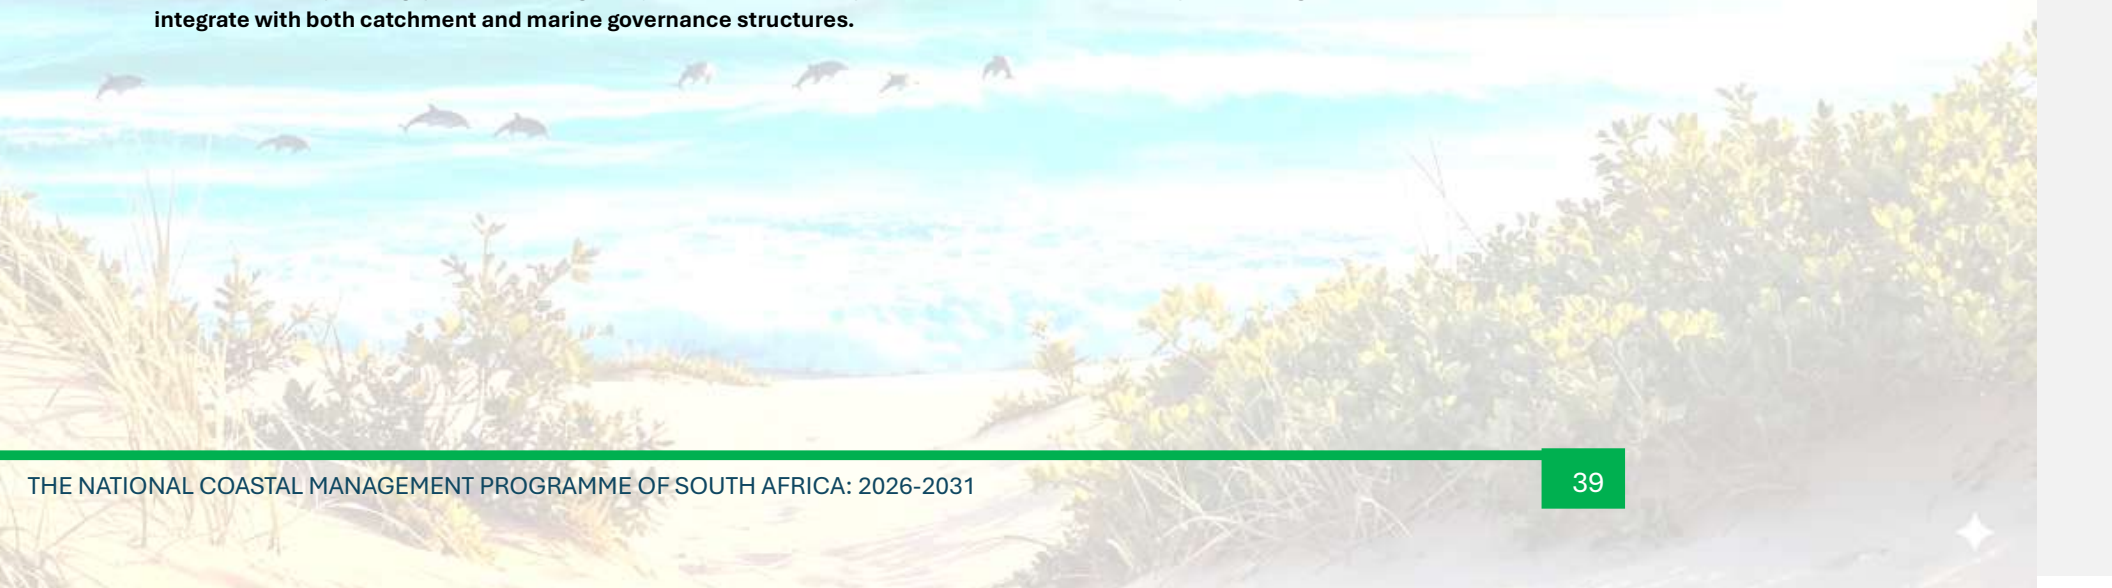 integrate with both catchment and marine governance structures.
THE NATIONAL COASTAL MANAGEMENT PROGRAMME OF SOUTH AFRICA: 2026-2031
39